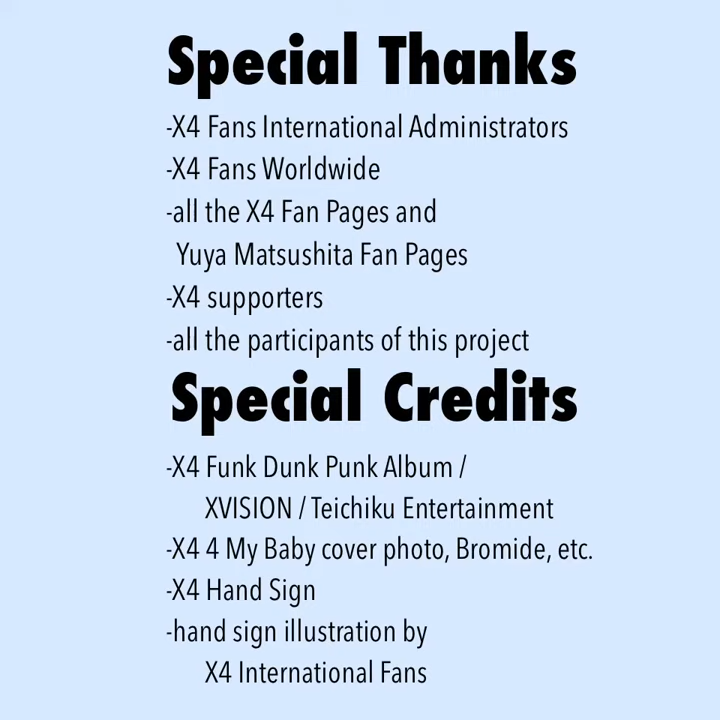 Special Thanks
-X4 Fans International Administrators
-X4 Fans Worldwide
-all the X4 Fan Pages and
Yuya Matsushita Fan Pages
-X4 supporters
-all the participants of this project
Special Credits
-X4 Funk Dunk Punk Album /
XVISION / Teichiku Entertainment
-X4 4 My Baby cover photo, Bromide, etc.
-X4 Hand Sign
-hand sign illustration by
X4 International Fans